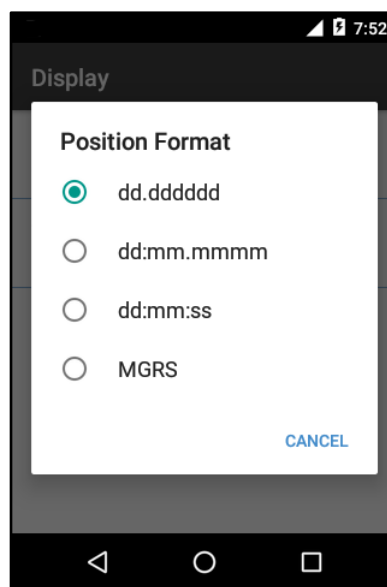 7:52
Display
Position Format
dd.dddddd
dd:mm.mmmm
dd:mm:ss
MGRS
CANCEL